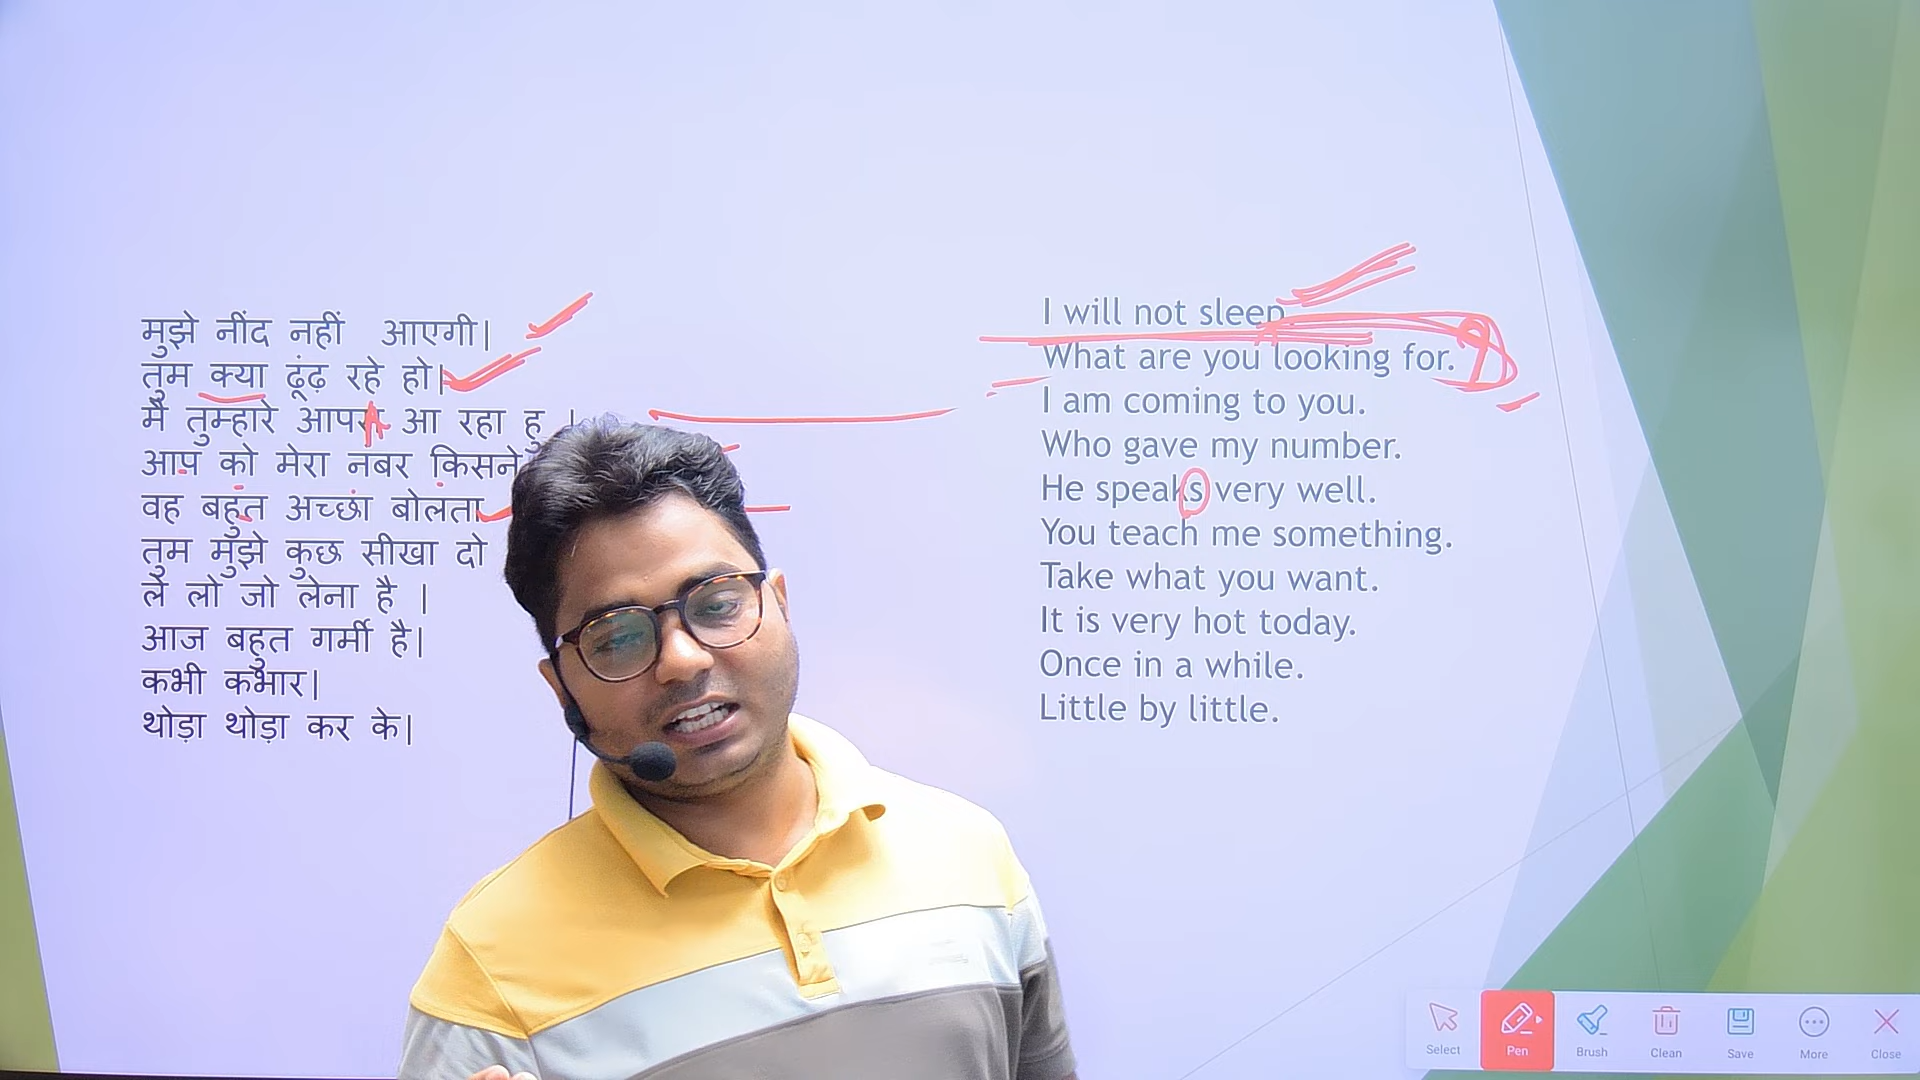 मुझे नींद नहीं आएगी|
तुम क्या ढूंढ़ रहे हो|
मै तुम्हारे आपस आ रहा हु |
आप को मेरा नंबर किसने
वह बहुत अच्छा बोलता
तुम मुझे कुछ सीखा दो
ले लो जो लेना है |
आज बहुत गर्मी है|
कभी कभार|
थोड़ा थोड़ा कर के|
I will not sleep.
What are you looking for.
I am coming to you.
Who gave my number.
He speaks very well.
You teach me something.
Take what you want.
It is very hot today.
Once in a while.
Little by little.
Select Pen Brush Clean Save More Close